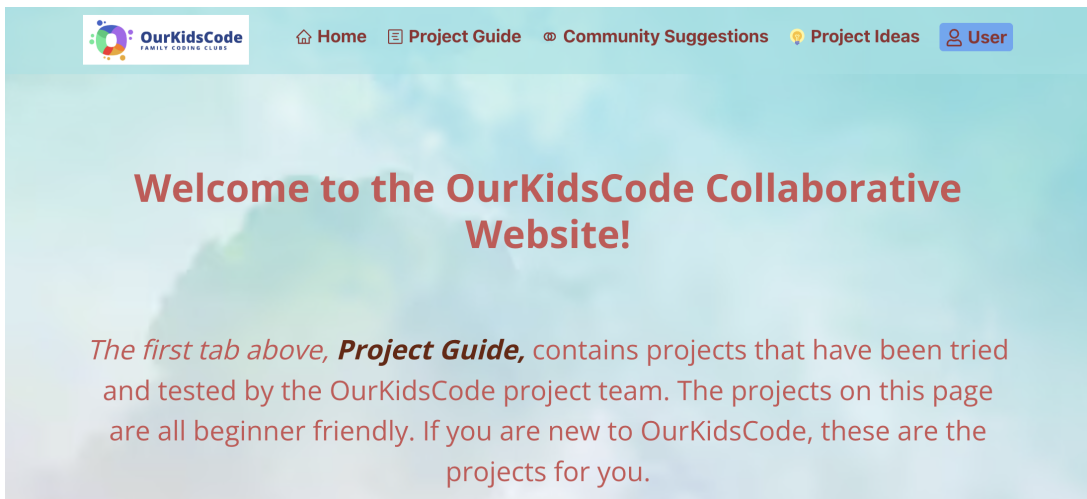 OurKidsCode
FAMILY CODING CLUBS
Home Project Guide Community Suggestions Project Ideas User
Welcome to the OurKidsCode Collaborative
Website!
The first tab above, Project Guide, contains projects that have been tried
and tested by the OurKidsCode project team. The projects on this page
are all beginner friendly. If you are new to OurKidsCode, these are the
projects for you.